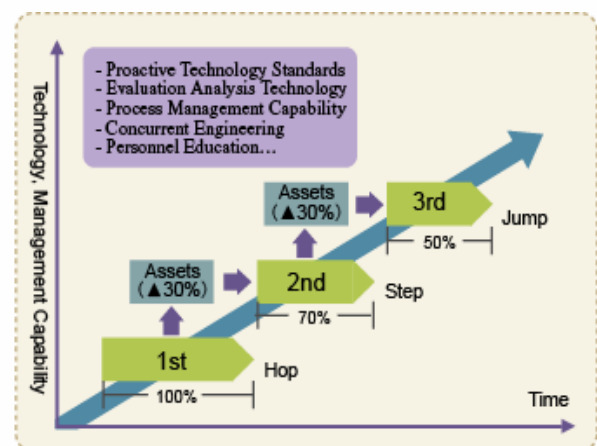 Technology, Management Capability
- Proactive Technology Standards
- Evaluation Analysis Technology
- Process Management Capability
- Concurrent Engineering
- Personnel Education…
Assets
(▲30%)
3rd
Jump
50%
Assets
(▲30%)
2nd
Step
70%
1st
Hop
100%
Time